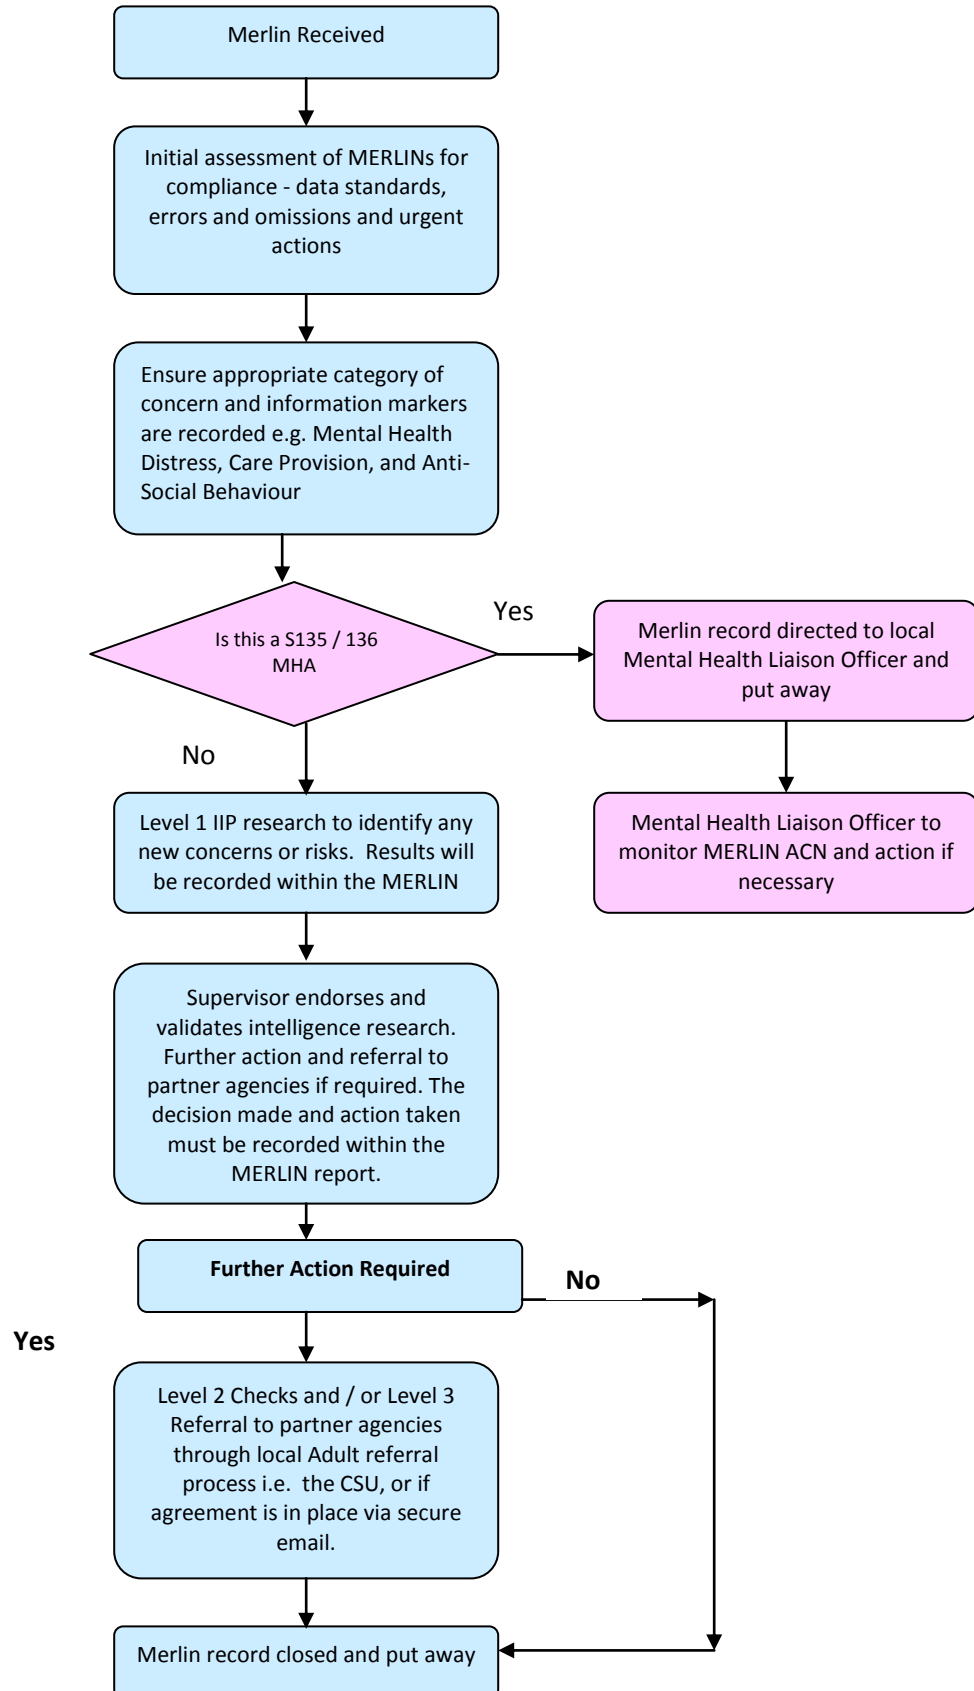 Merlin Received
Initial assessment of MERLINs for
compliance - data standards,
errors and omissions and urgent
actions
Ensure appropriate category of
concern and information markers
are recorded e.g. Mental Health
Distress, Care Provision, and Anti-
Social Behaviour
Is this a S135 / 136
MHA
Yes
Merlin record directed to local
Mental Health Liaison Officer and
put away
No
Level 1 IIP research to identify any
new concerns or risks.  Results will
be recorded within the MERLIN
Mental Health Liaison Officer to
monitor MERLIN ACN and action if
necessary
Supervisor endorses and
validates intelligence research.
Further action and referral to
partner agencies if required. The
decision made and action taken
must be recorded within the
MERLIN report.
Further Action Required
No
Yes
Level 2 Checks and / or Level 3
Referral to partner agencies
through local Adult referral
process i.e.  the CSU, or if
agreement is in place via secure
email.
Merlin record closed and put away